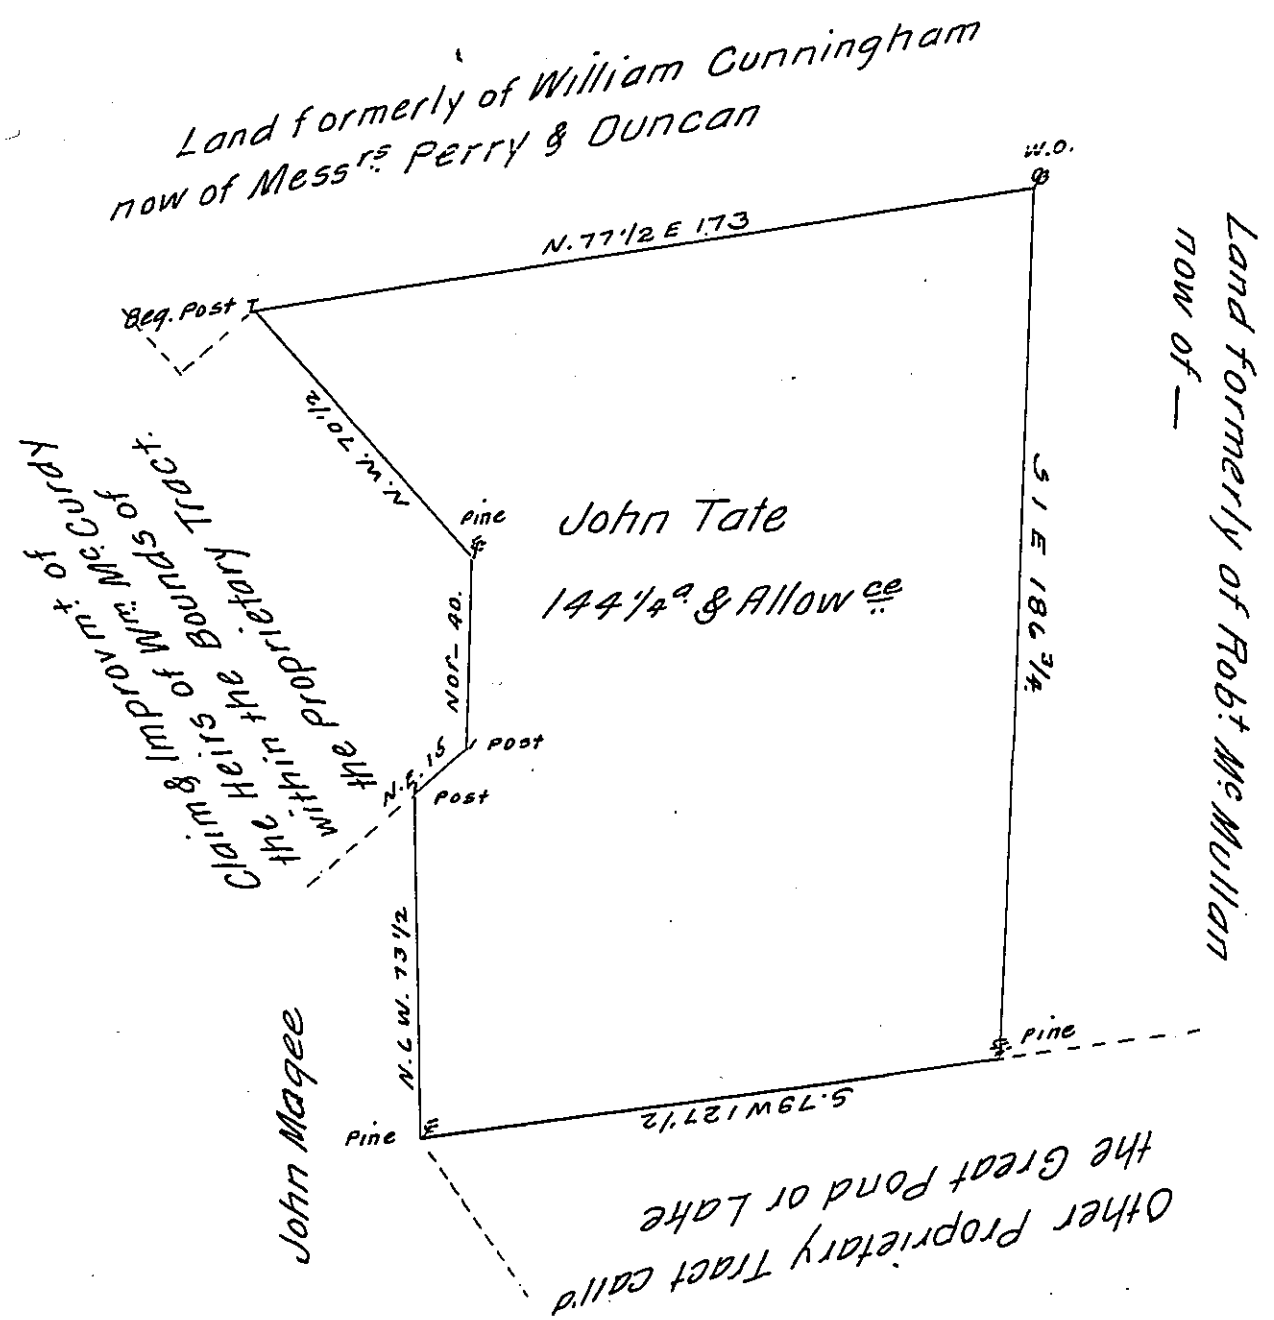 Land formerly of William Cunningham
now of Messrs Perry & Duncan
W.O.
N. 77 1/2 E 173
Beg. Post
Land formerly of Robt. McMullan
now of —
N. W. 70 1/2
Claim & Improvmt. of
the Heirs of Wm. McCurdy
within the Bounds of
the Proprietary Tract.
Pine
John Tate
144 1/4 a. & Allowce
S 1 E 186 3/4
Nor– 40.
Post
N. E. 15
Post
N. 6 W. 73 1/2
John Magee
Pine
Pine
S. 79 W 127 1/2
Other Proprietary Tract call'd
the Great Pond or Lake